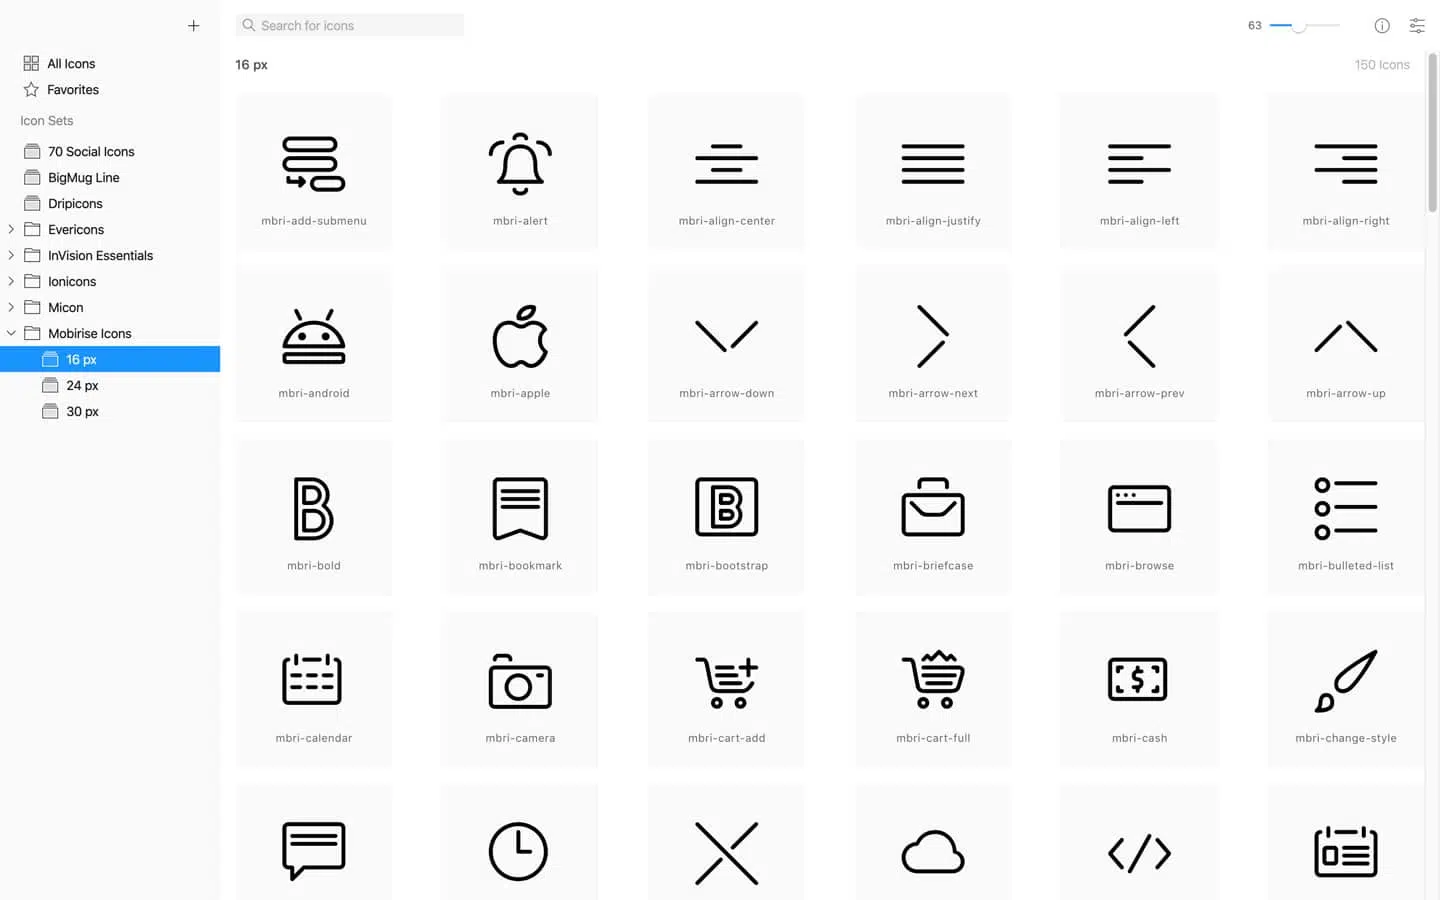 Search for icons
63
All Icons
Favorites
Icon Sets
70 Social Icons
BigMug Line
Dripicons
Evericons
InVision Essentials
Ionicons
Micon
Mobirise Icons
16 px
24 px
30 px
16 px
150 Icons
mbri-add-submenu
mbri-alert
mbri-align-center
mbri-align-justify
mbri-align-left
mbri-align-right
mbri-android
mbri-apple
mbri-arrow-down
mbri-arrow-next
mbri-arrow-prev
mbri-arrow-up
mbri-bold
mbri-bookmark
mbri-bootstrap
mbri-briefcase
mbri-browse
mbri-bulleted-list
mbri-calendar
mbri-camera
mbri-cart-add
mbri-cart-full
mbri-cash
mbri-change-style